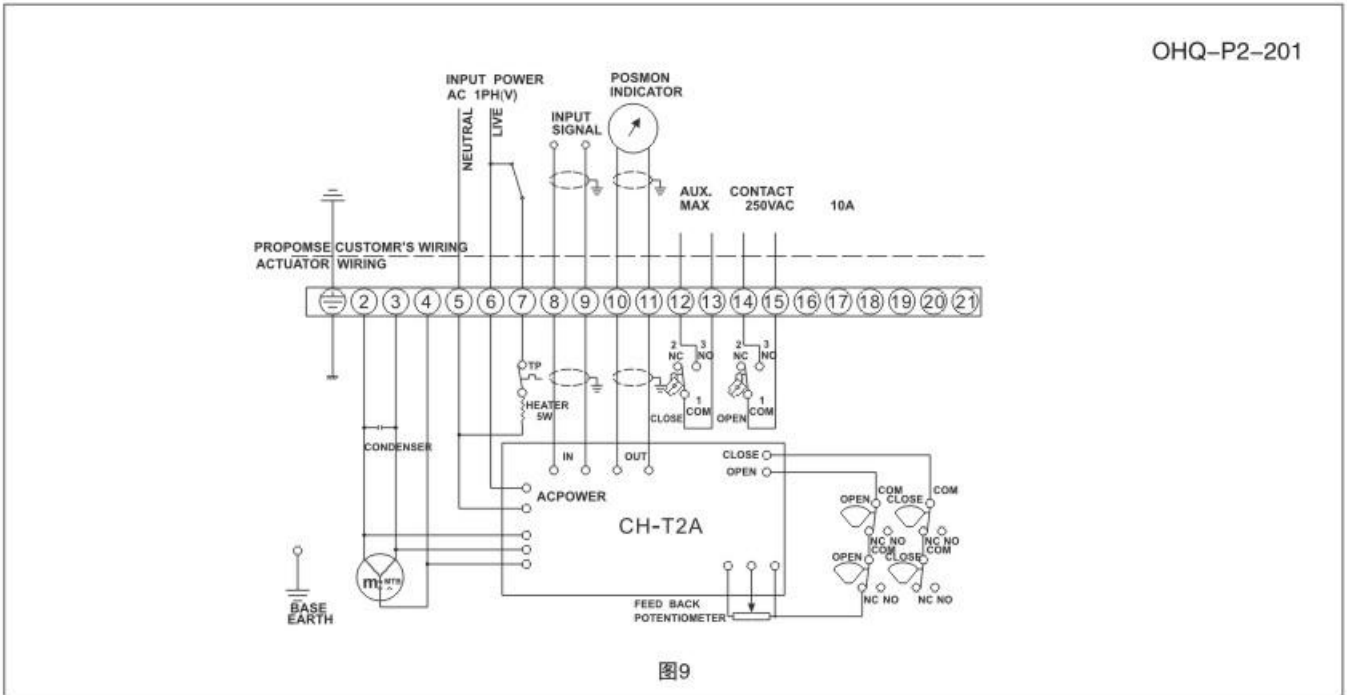 OHQ-P2-201
INPUT POWER
AC 1PH(V)
NEUTRAL
LIVE
INPUT
SIGNAL
POSMON
INDICATOR
AUX. CONTACT
MAX 250VAC 10A
PROPOMSE CUSTOMR'S WIRING
ACTUATOR WIRING
2 3 4 5 6 7 8 9 10 11 12 13 14 15 16 17 18 19 20 21
TP
HEATER
5W
2 3
NC NO
1
COM
CLOSE
2 3
NC NO
1
COM
OPEN
CONDENSER
IN OUT
CLOSE
OPEN
ACPOWER
CH-T2A
COM COM
OPEN CLOSE
NC NO NC NO
COM COM
OPEN CLOSE
NC NO NC NO
m MTB
BASE
EARTH
FEED BACK
POTENTIOMETER
图9